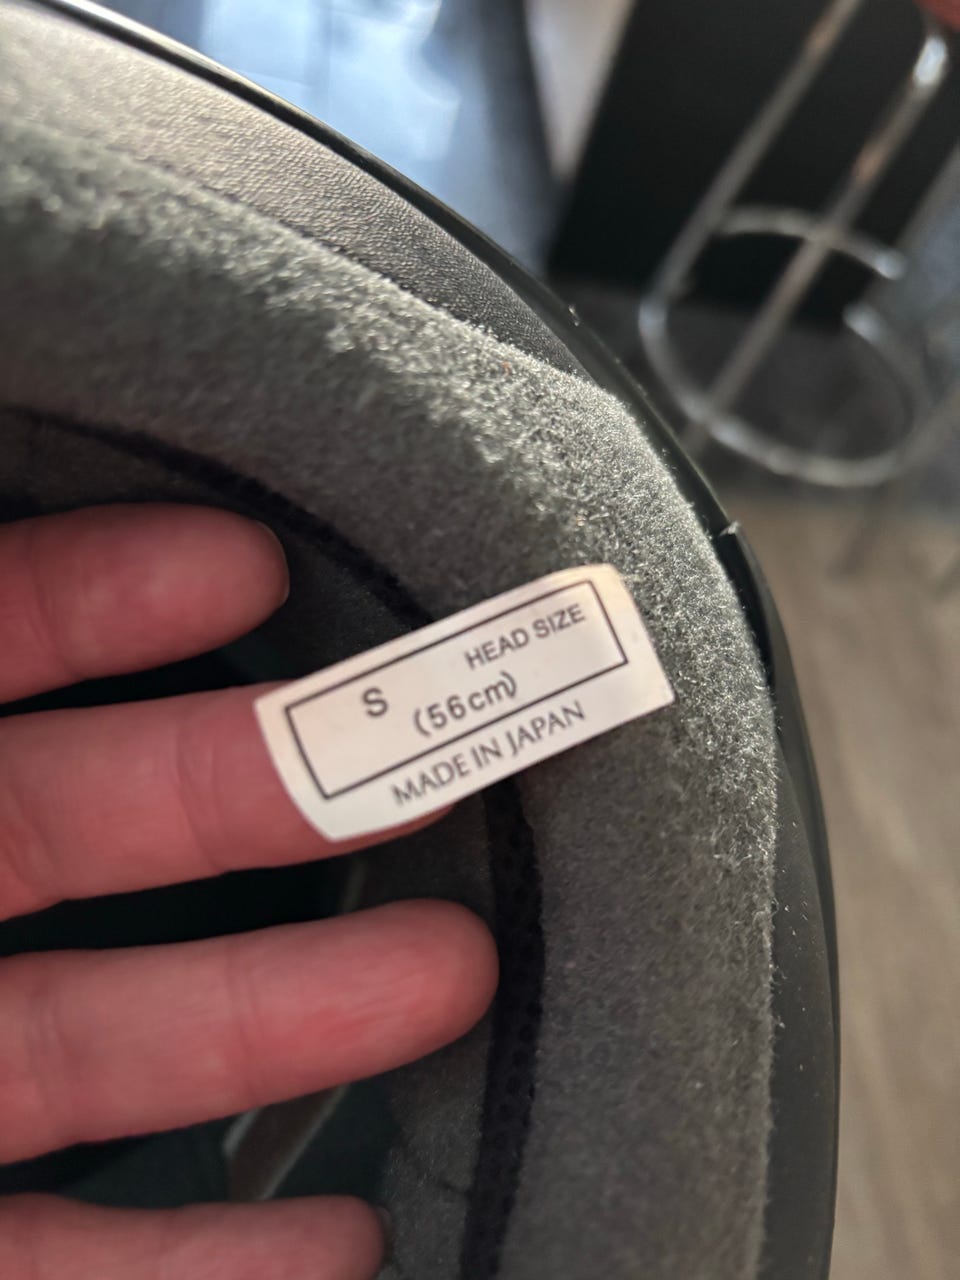 HEAD SIZE
S
(56cm)
MADE IN JAPAN